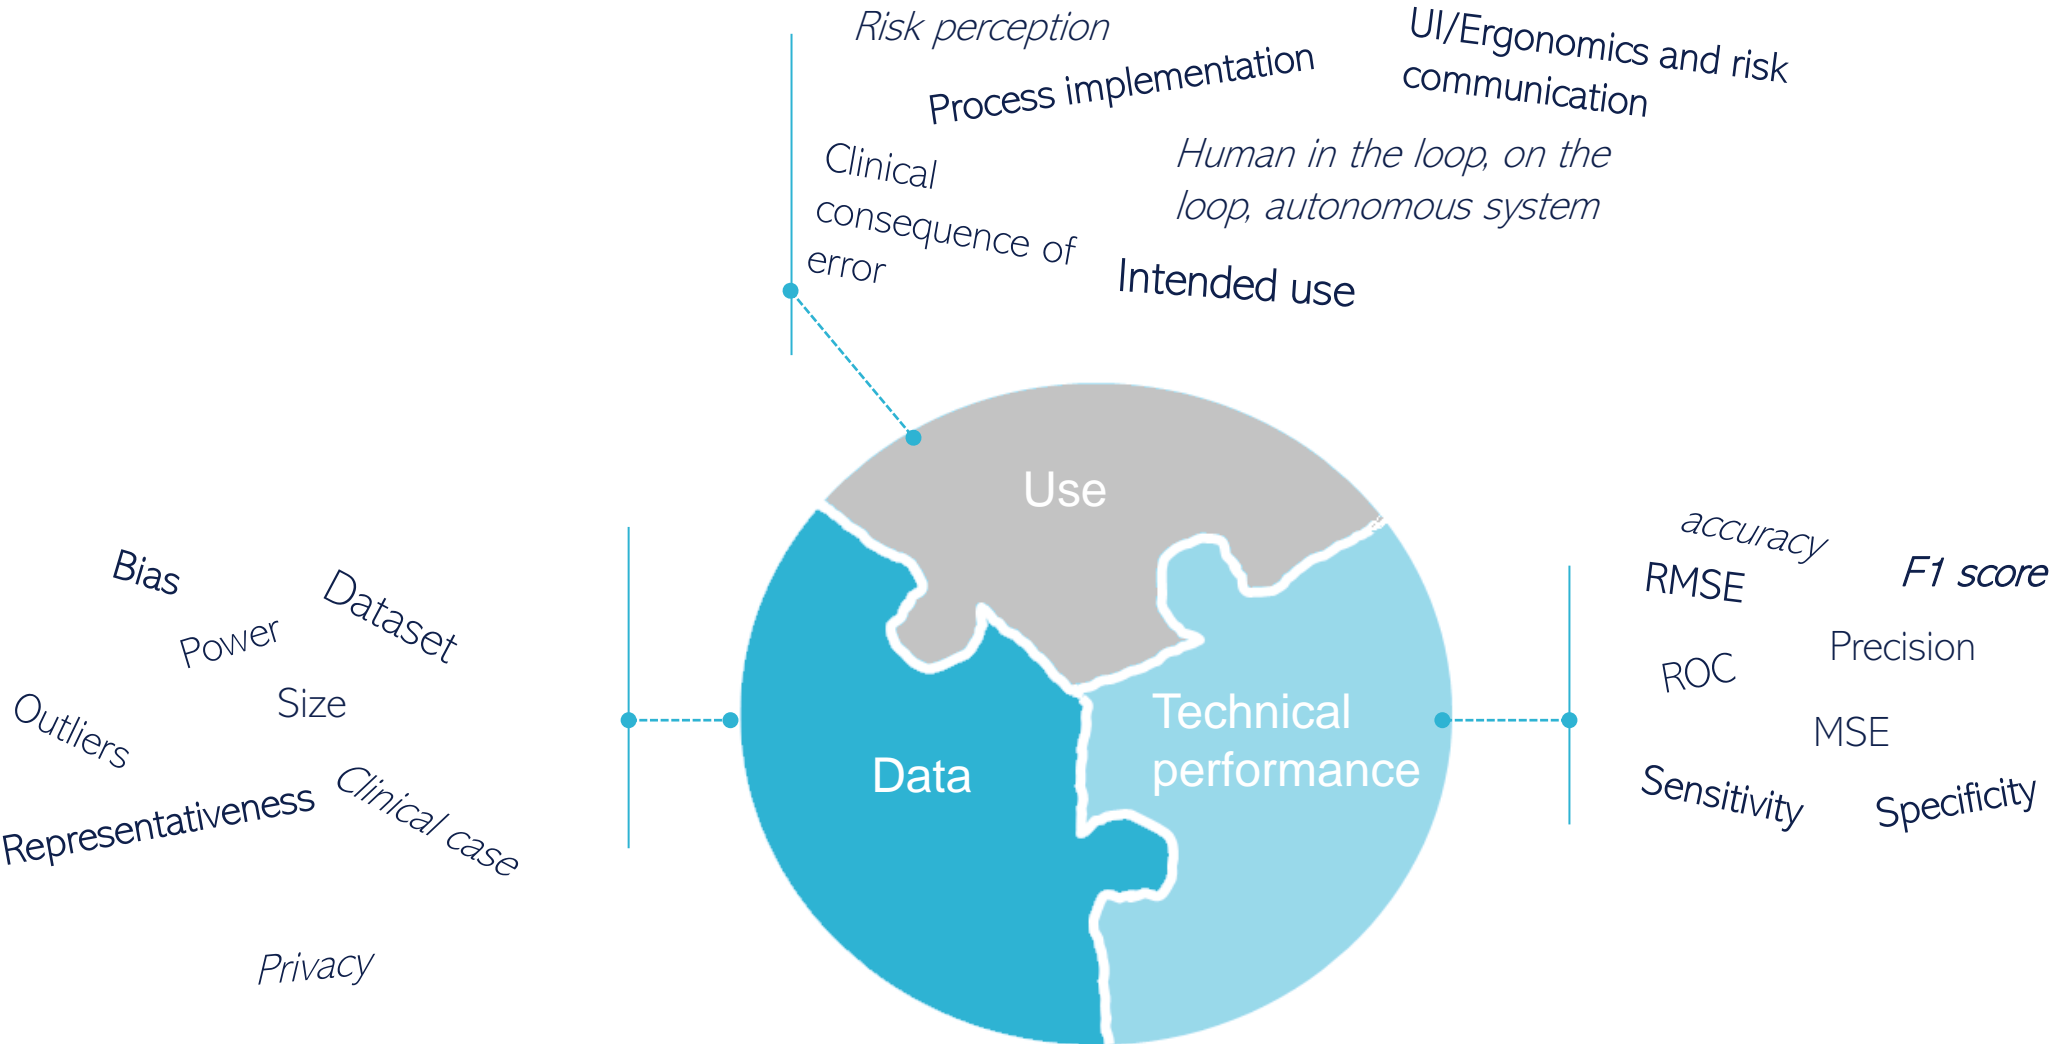 Risk perception
UI/Ergonomics and risk
communication
Process implementation
Clinical
consequence of
error
Human in the loop, on the
loop, autonomous system
Intended use
Use
Bias
Dataset
Power
Size
Outliers
Clinical case
Representativeness
Privacy
Data
Technical
performance
accuracy
RMSE
F1 score
Precision
ROC
MSE
Sensitivity
Specificity